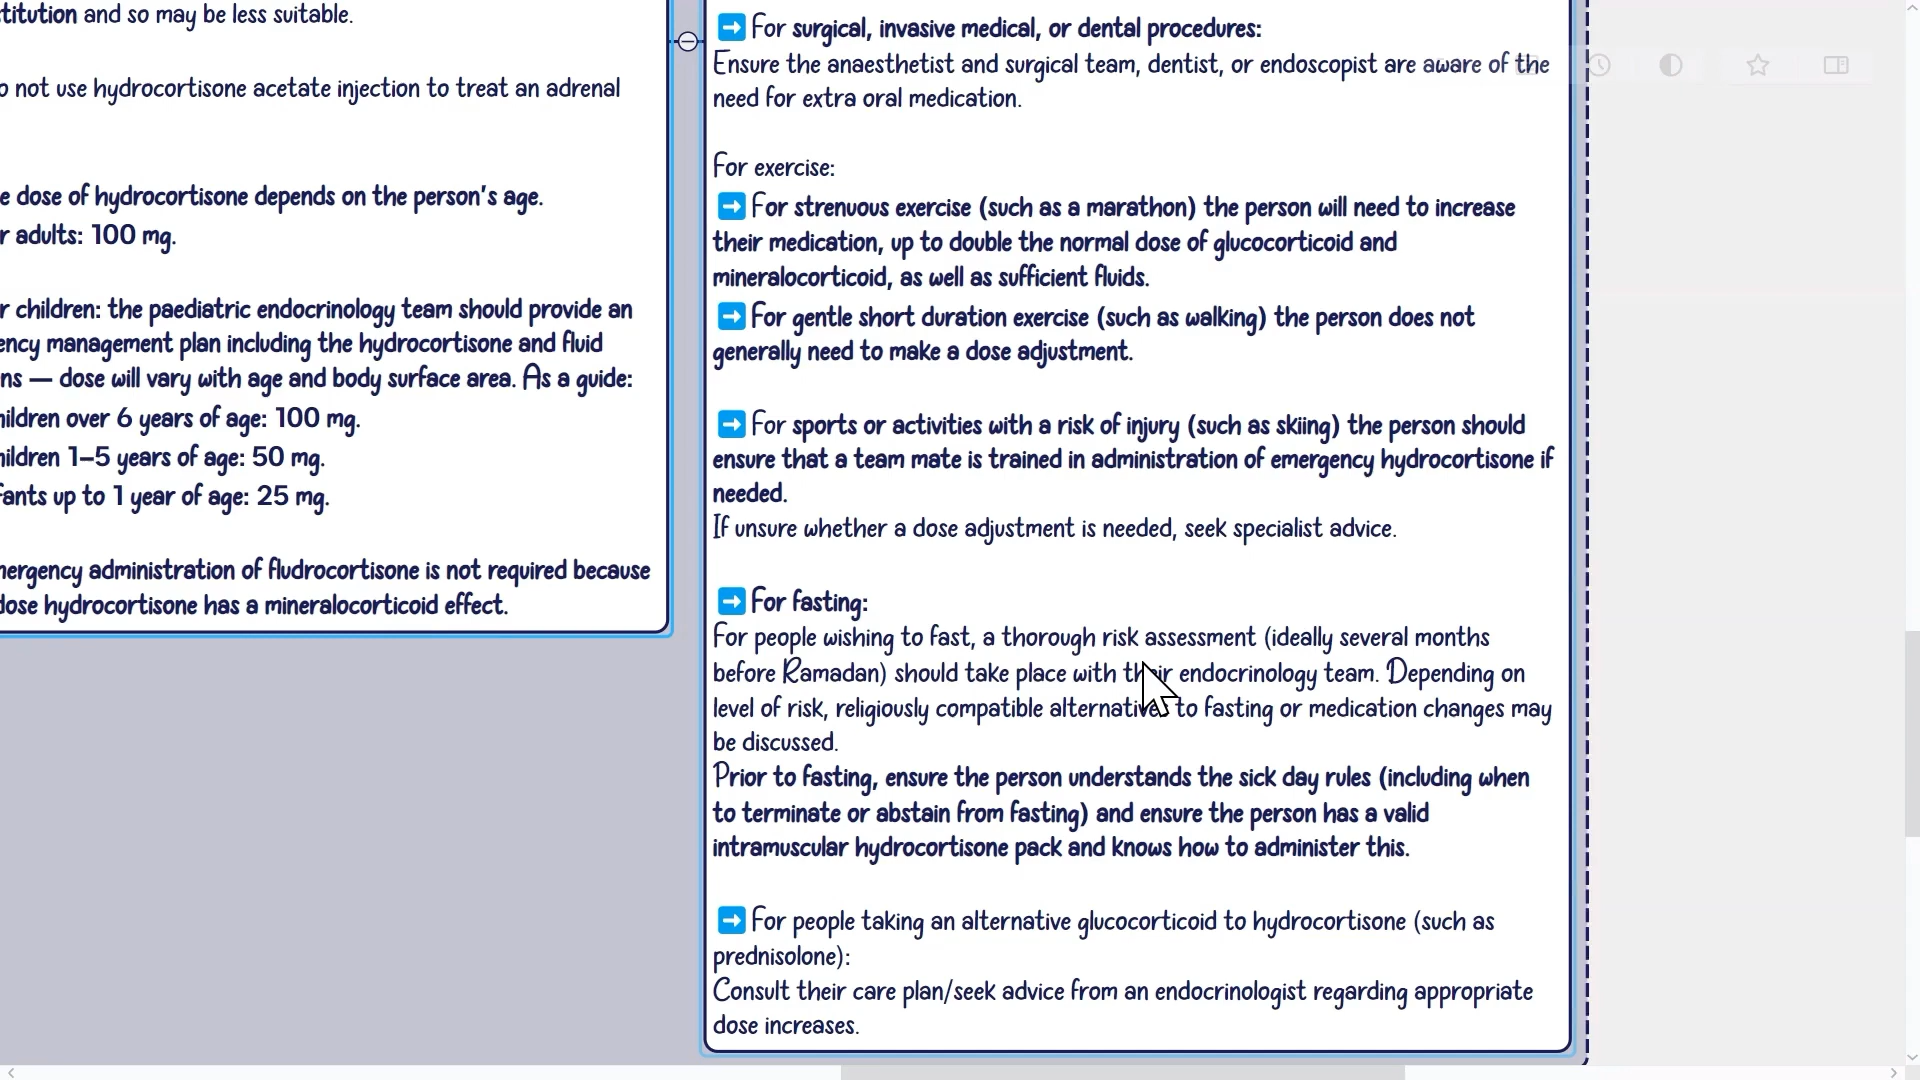 titution and so may be less suitable.
o not use hydrocortisone acetate injection to treat an adrenal
e dose of hydrocortisone depends on the person's age.
r adults: 100 mg.
r children: the paediatric endocrinology team should provide an
ency management plan including the hydrocortisone and fluid
ns — dose will vary with age and body surface area. As a guide:
hildren over 6 years of age: 100 mg.
hildren 1–5 years of age: 50 mg.
fants up to 1 year of age: 25 mg.
nergency administration of fludrocortisone is not required because
dose hydrocortisone has a mineralocorticoid effect.
➡ For surgical, invasive medical, or dental procedures:
Ensure the anaesthetist and surgical team, dentist, or endoscopist are aware of the
need for extra oral medication.
For exercise:
➡ For strenuous exercise (such as a marathon) the person will need to increase
their medication, up to double the normal dose of glucocorticoid and
mineralocorticoid, as well as sufficient fluids.
➡ For gentle short duration exercise (such as walking) the person does not
generally need to make a dose adjustment.
➡ For sports or activities with a risk of injury (such as skiing) the person should
ensure that a team mate is trained in administration of emergency hydrocortisone if
needed.
If unsure whether a dose adjustment is needed, seek specialist advice.
➡ For fasting:
For people wishing to fast, a thorough risk assessment (ideally several months
before Ramadan) should take place with their endocrinology team. Depending on
level of risk, religiously compatible alternatives to fasting or medication changes may
be discussed.
Prior to fasting, ensure the person understands the sick day rules (including when
to terminate or abstain from fasting) and ensure the person has a valid
intramuscular hydrocortisone pack and knows how to administer this.
➡ For people taking an alternative glucocorticoid to hydrocortisone (such as
prednisolone):
Consult their care plan/seek advice from an endocrinologist regarding appropriate
dose increases.